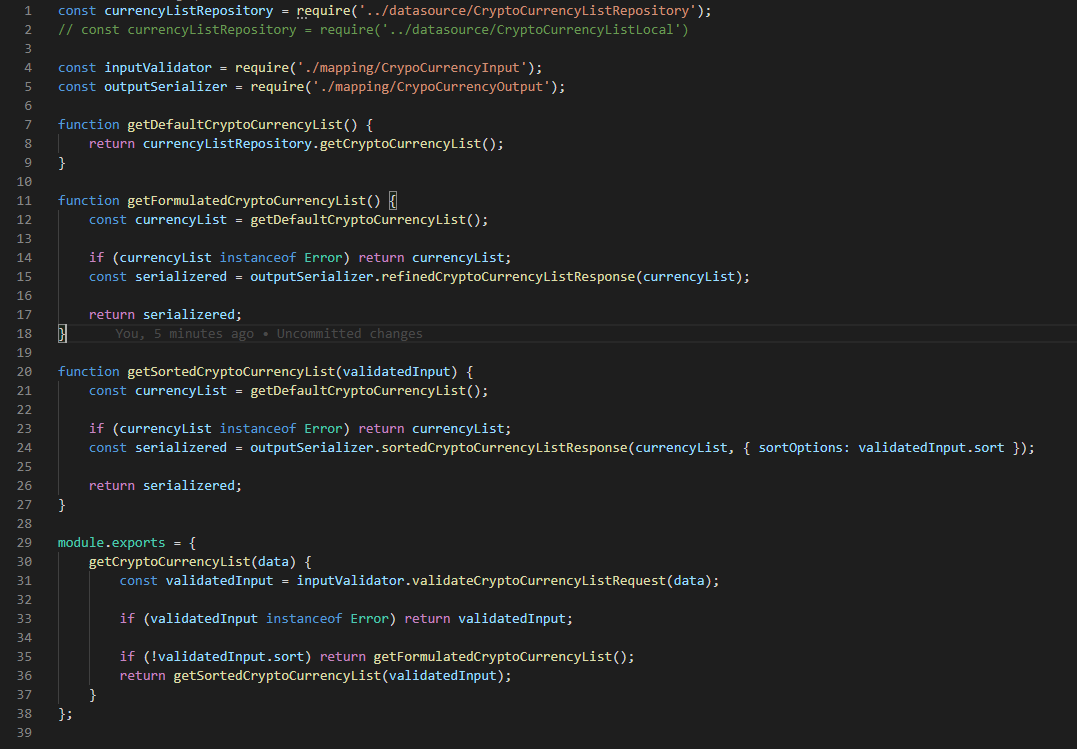 1 const currencyListRepository = require('../datasource/CryptoCurrencyListRepository');
2 // const currencyListRepository = require('../datasource/CryptoCurrencyListLocal')
3
4 const inputValidator = require('./mapping/CrypoCurrencyInput');
5 const outputSerializer = require('./mapping/CrypoCurrencyOutput');
6
7 function getDefaultCryptoCurrencyList() {
8     return currencyListRepository.getCryptoCurrencyList();
9 }
10
11 function getFormulatedCryptoCurrencyList() {
12     const currencyList = getDefaultCryptoCurrencyList();
13
14     if (currencyList instanceof Error) return currencyList;
15     const serializered = outputSerializer.refinedCryptoCurrencyListResponse(currencyList);
16
17     return serializered;
18 }      You, 5 minutes ago • Uncommitted changes
19
20 function getSortedCryptoCurrencyList(validatedInput) {
21     const currencyList = getDefaultCryptoCurrencyList();
22
23     if (currencyList instanceof Error) return currencyList;
24     const serializered = outputSerializer.sortedCryptoCurrencyListResponse(currencyList, { sortOptions: validatedInput.sort });
25
26     return serializered;
27 }
28
29 module.exports = {
30     getCryptoCurrencyList(data) {
31         const validatedInput = inputValidator.validateCryptoCurrencyListRequest(data);
32
33         if (validatedInput instanceof Error) return validatedInput;
34
35         if (!validatedInput.sort) return getFormulatedCryptoCurrencyList();
36         return getSortedCryptoCurrencyList(validatedInput);
37     }
38 };
39